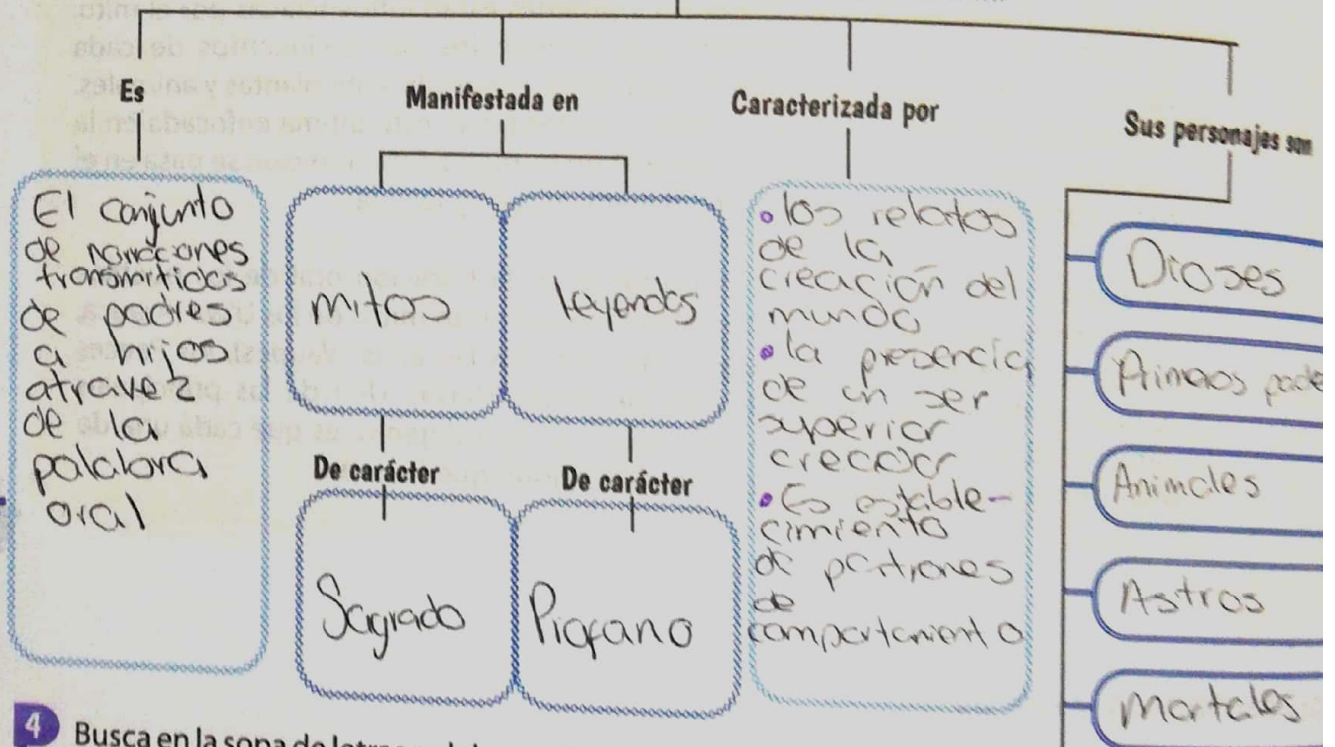 Es
El conjunto
de narraciones
transmitidas
de padres
a hijos
atravez
de la
palabra
oral
Manifestada en
mitos
leyendas
De carácter
De carácter
Sagrado
Profano
Caracterizada por
• los relatos
de la
creación del
mundo
• la presencia
de un ser
superior
creador
• Es estable-
cimiento
de patrones
de
comportamiento
Sus personajes son
Dioses
Primeros padre
Animales
Astros
Mortales
4 Busca en la sopa de letras